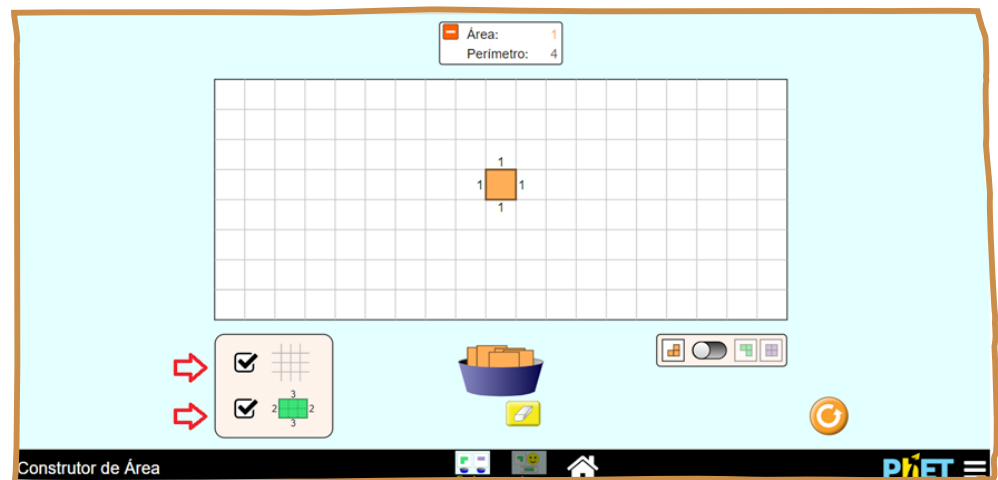 Área: 1
Perímetro: 4
1
1 1
1
3
2 2
3
Construtor de Área
PhET